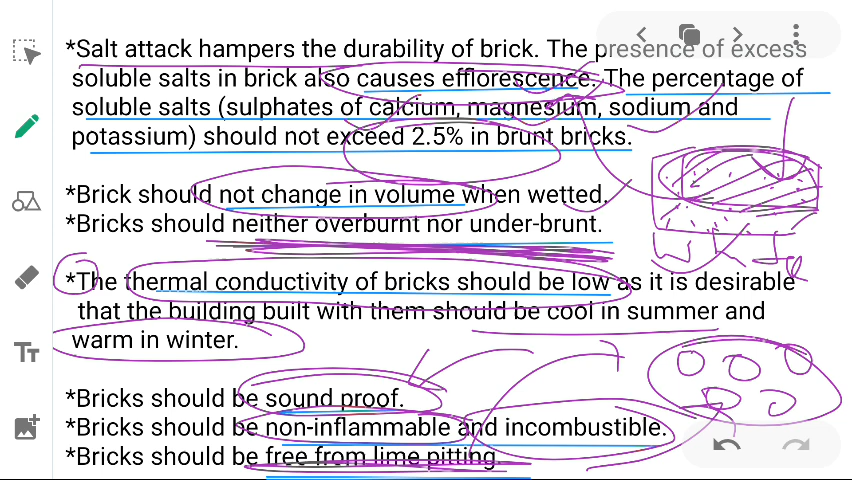 *Salt attack hampers the durability of brick. The presence of excess
soluble salts in brick also causes efflorescence. The percentage of
soluble salts (sulphates of calcium, magnesium, sodium and
potassium) should not exceed 2.5% in brunt bricks.
*Brick should not change in volume when wetted.
*Bricks should neither overburnt nor under-brunt.
*The thermal conductivity of bricks should be low as it is desirable
that the building built with them should be cool in summer and
warm in winter.
*Bricks should be sound proof.
*Bricks should be non-inflammable and incombustible.
*Bricks should be free from lime pitting.
Tт